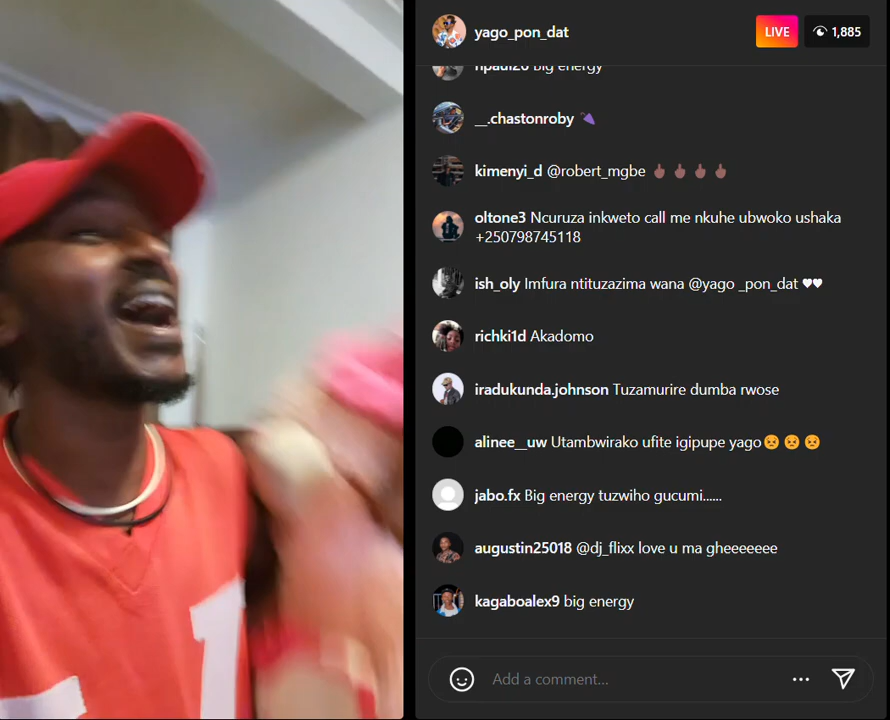 yago_pon_dat
LIVE
1,885
npaul26 Big energy
__.chastonroby 🍆
kimenyi_d @robert_mgbe 🖕🏾 🖕🏾 🖕🏾 🖕🏾
oltone3 Ncuruza inkweto call me nkuhe ubwoko ushaka
+250798745118
ish_oly Imfura ntituzazima wana @yago _pon_dat 🤍🤍
richki1d Akadomo
iradukunda.johnson Tuzamurire dumba rwose
alinee__uw Utambwirako ufite igipupe yago😣 😣 😣
jabo.fx Big energy tuzwiho gucumi......
augustin25018 @dj_flixx love u ma gheeeeeee
kagaboalex9 big energy
Add a comment...
1